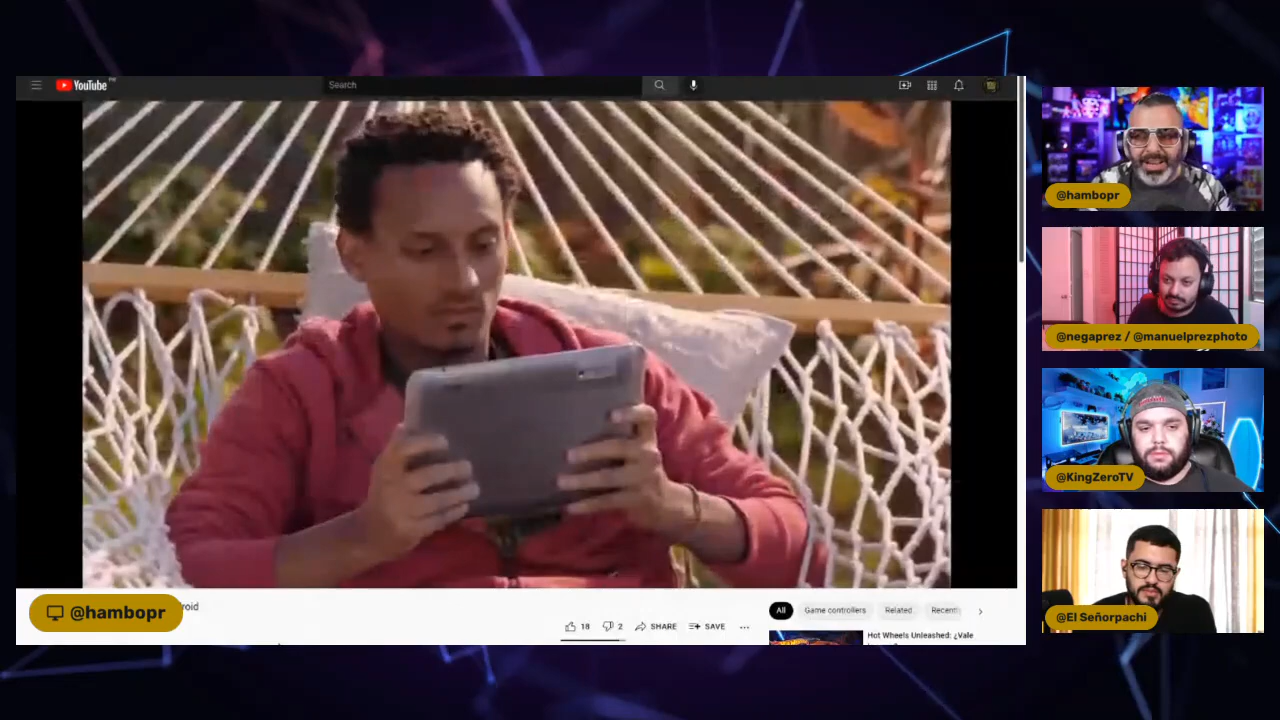 YouTube PR
Search
@hambopr
@negaprez / @manuelprezphoto
@KingZeroTV
@El Señorpachi
@hambopr
roid
18
2
SHARE
SAVE
All
Game controllers
Related
Hot Wheels Unleashed: ¿Vale